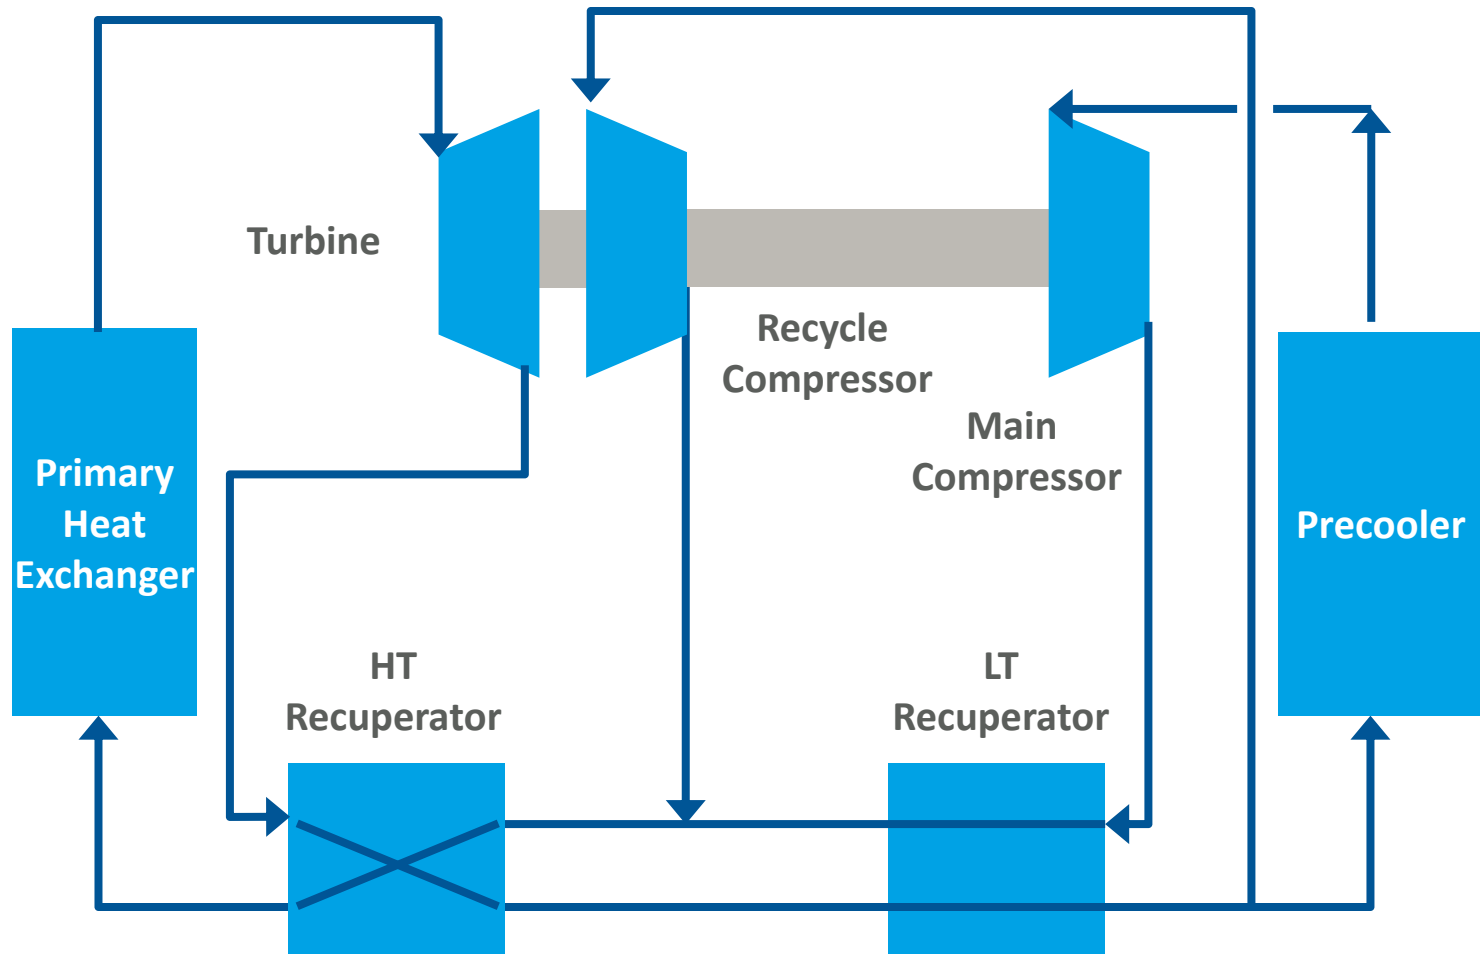 Turbine
Recycle
Compressor
Main
Compressor
Primary
Heat
Exchanger
Precooler
HT
Recuperator
LT
Recuperator